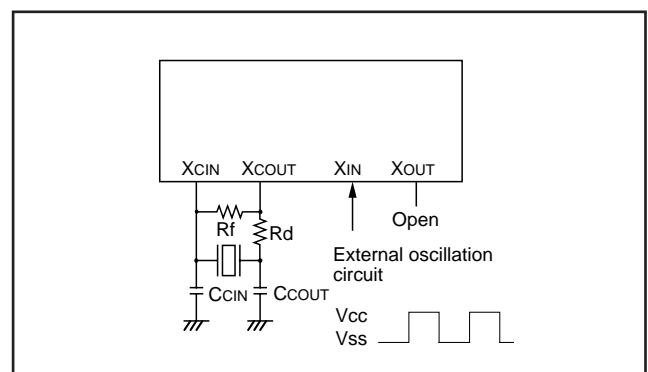 XCIN XCOUT XIN XOUT
Rf Rd Open
External oscillation
circuit
CCIN CCOUT
Vcc
Vss